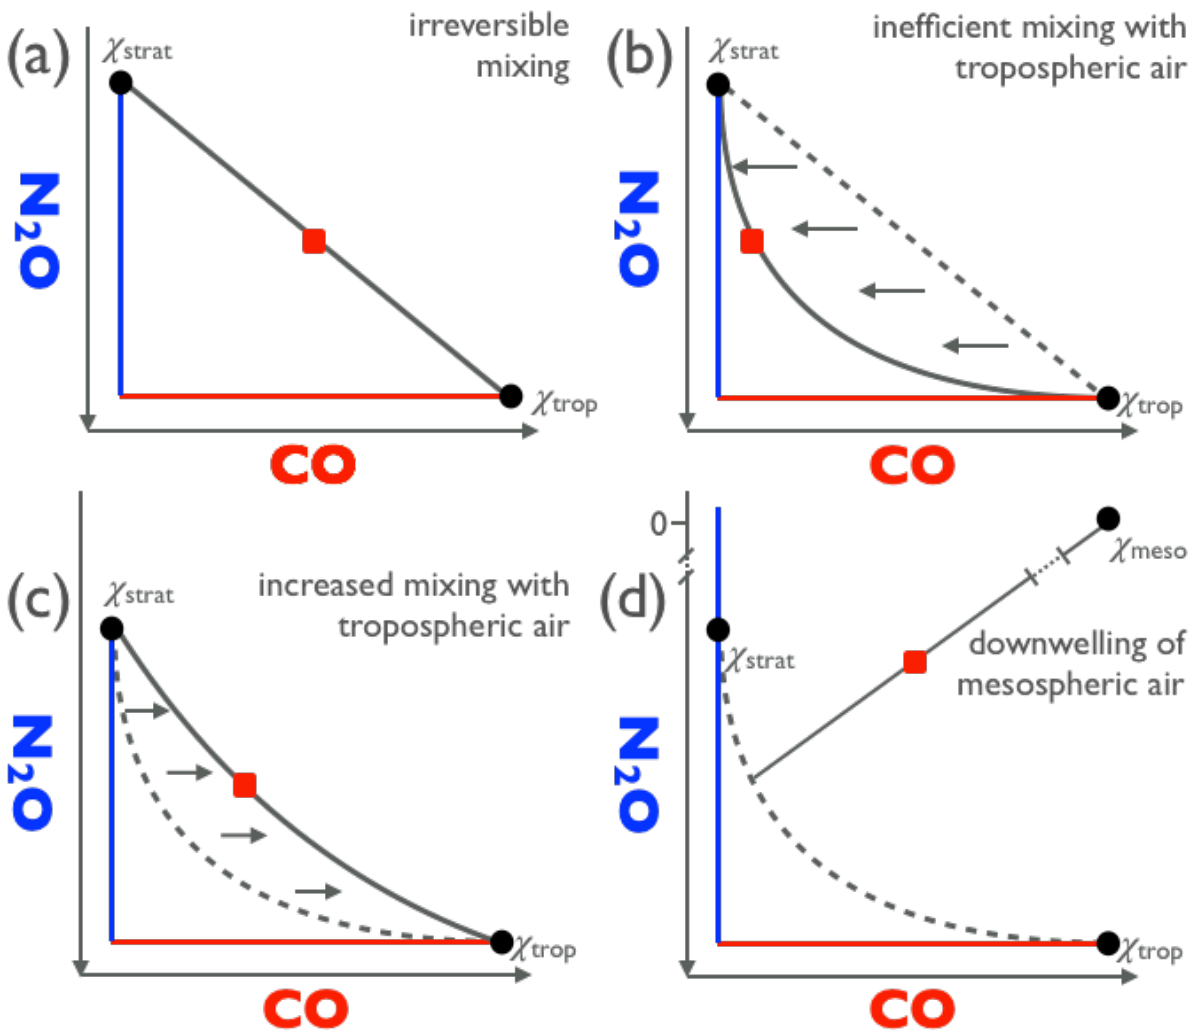 (a)
χstrat
irreversible
mixing
N₂O
χtrop
CO
(b)
χstrat
inefficient mixing with
tropospheric air
N₂O
χtrop
CO
(c)
χstrat
increased mixing with
tropospheric air
N₂O
χtrop
CO
(d)
0
χmeso
χstrat
downwelling of
mesospheric air
N₂O
χtrop
CO